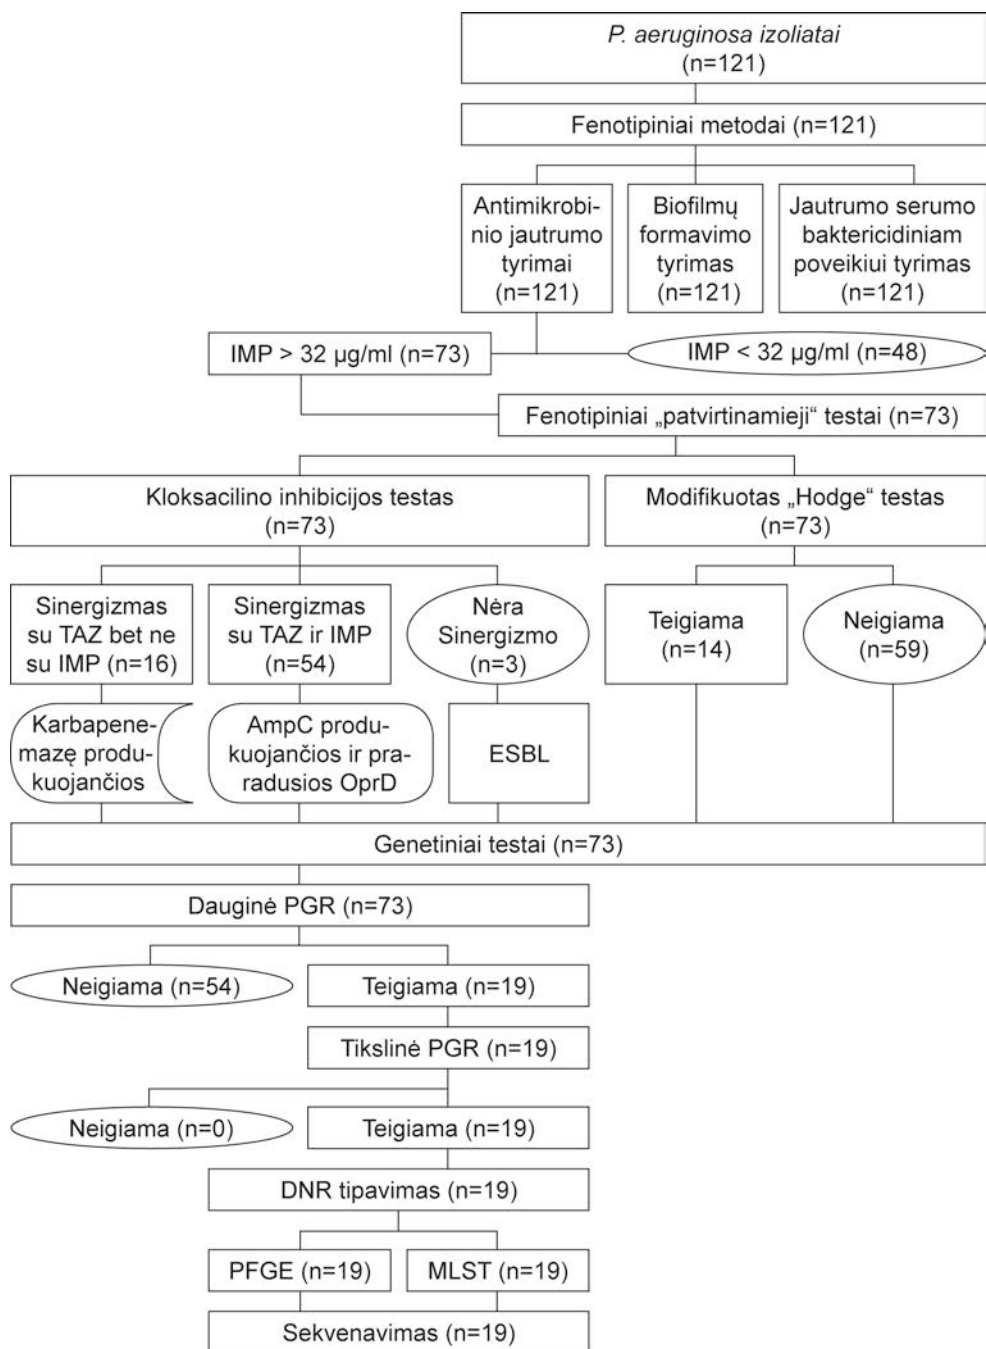 P. aeruginosa izoliatai
(n=121)
Fenotipiniai metodai (n=121)
Antimikrobi-
nio jautrumo
tyrimai
(n=121)
Biofilmų
formavimo
tyrimas
(n=121)
Jautrumo serumo
baktericidiniam
poveikiui tyrimas
(n=121)
IMP > 32 µg/ml (n=73)
IMP < 32 µg/ml (n=48)
Fenotipiniai „patvirtinamieji“ testai (n=73)
Kloksacilino inhibicijos testas
(n=73)
Modifikuotas „Hodge“ testas
(n=73)
Sinergizmas
su TAZ bet ne
su IMP (n=16)
Sinergizmas
su TAZ ir IMP
(n=54)
Nėra
Sinergizmo
(n=3)
Teigiama
(n=14)
Neigiama
(n=59)
Karbapene-
mazę produ-
kuojančios
AmpC produ-
kuojančios ir pra-
radusios OprD
ESBL
Genetiniai testai (n=73)
Dauginė PGR (n=73)
Neigiama (n=54)
Teigiama (n=19)
Tikslinė PGR (n=19)
Neigiama (n=0)
Teigiama (n=19)
DNR tipavimas (n=19)
PFGE (n=19)
MLST (n=19)
Sekvenavimas (n=19)